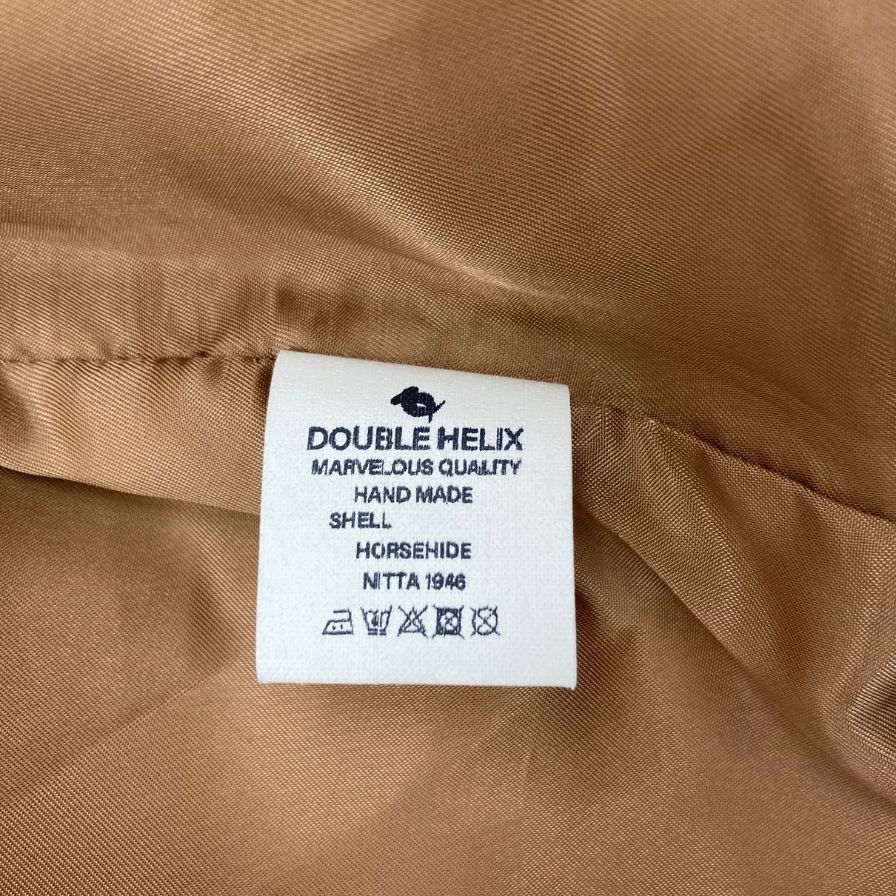 DOUBLE HELIX
MARVELOUS QUALITY
HAND MADE
SHELL
HORSEHIDE
NITTA 1946